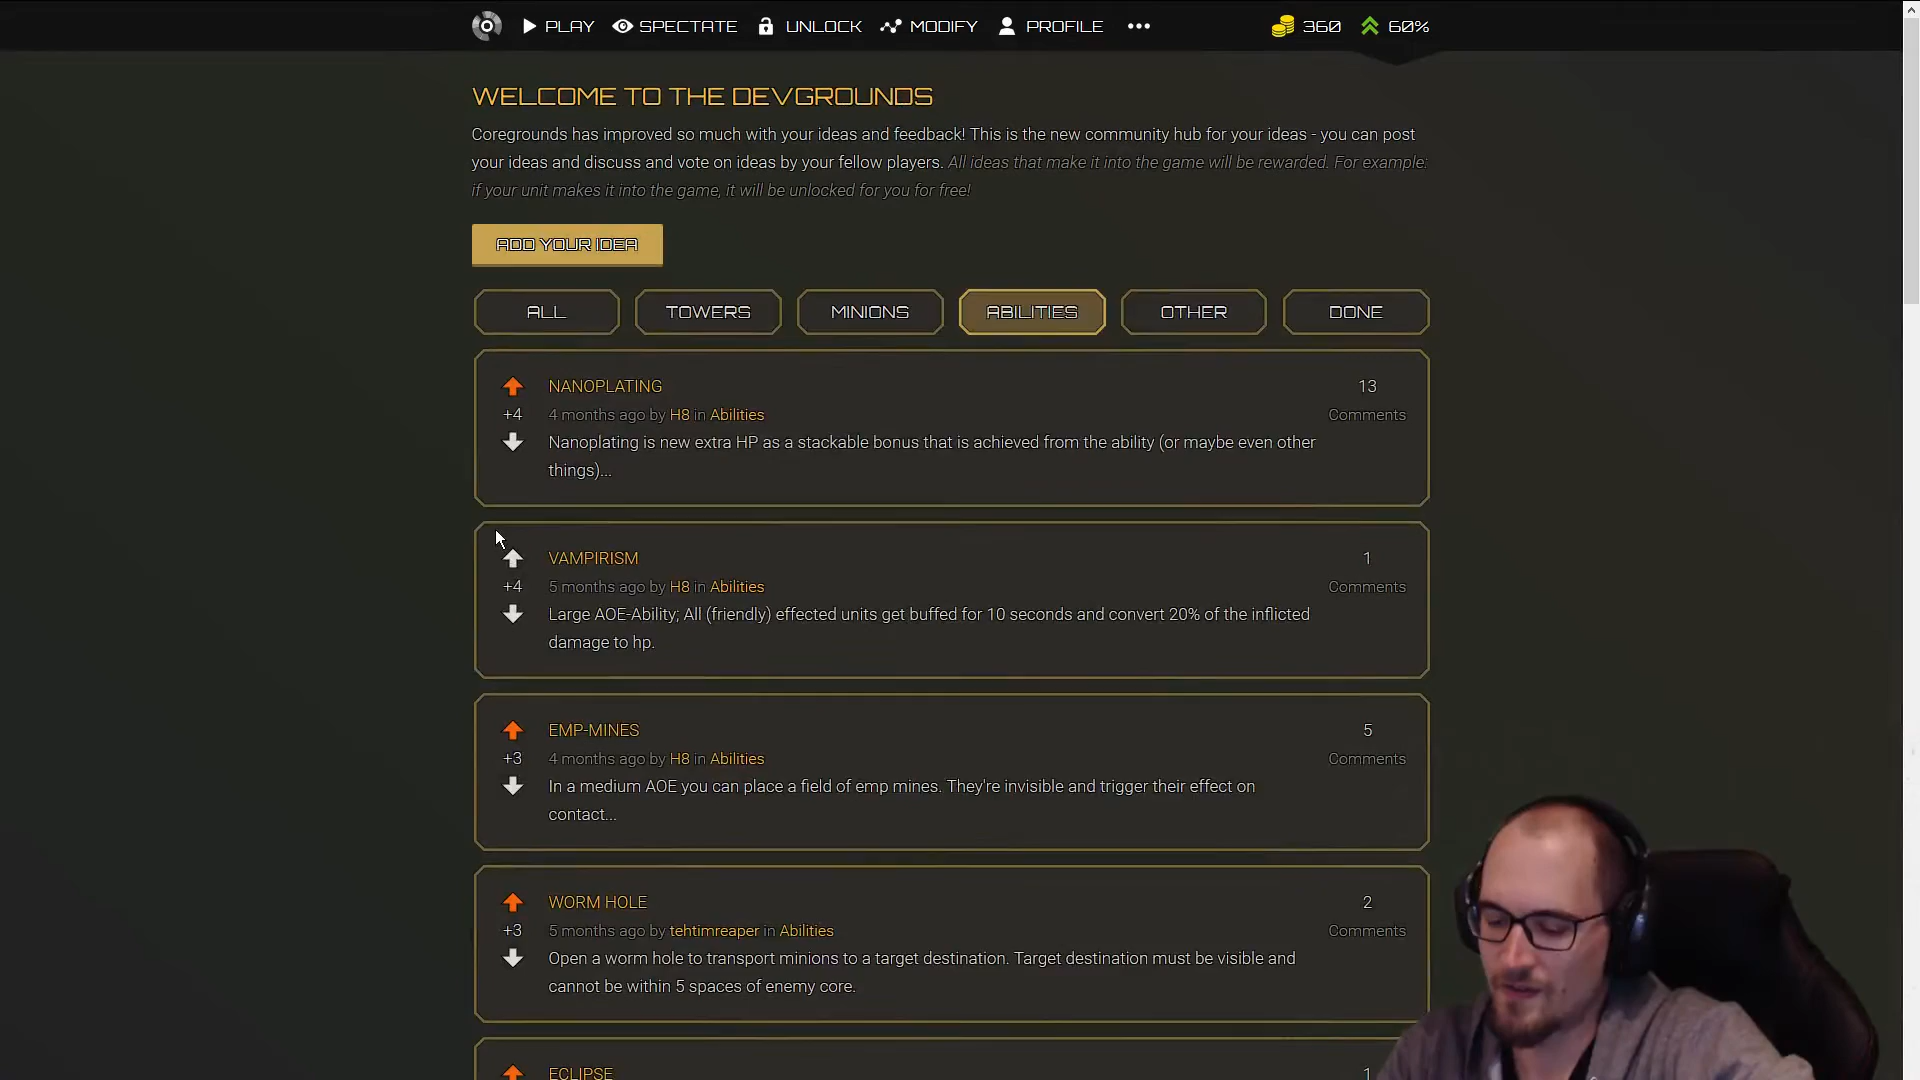 PLAY SPECTATE UNLOCK MODIFY PROFILE 360 60%
WELCOME TO THE DEVGROUNDS
Coregrounds has improved so much with your ideas and feedback! This is the new community hub for your ideas - you can post
your ideas and discuss and vote on ideas by your fellow players. All ideas that make it into the game will be rewarded. For example:
if your unit makes it into the game, it will be unlocked for you for free!
ADD YOUR IDEA
ALL TOWERS MINIONS ABILITIES OTHER DONE
NANOPLATING 13
+4 4 months ago by H8 in Abilities Comments
Nanoplating is new extra HP as a stackable bonus that is achieved from the ability (or maybe even other
things)...
VAMPIRISM 1
+4 5 months ago by H8 in Abilities Comments
Large AOE-Ability; All (friendly) effected units get buffed for 10 seconds and convert 20% of the inflicted
damage to hp.
EMP-MINES 5
+3 4 months ago by H8 in Abilities Comments
In a medium AOE you can place a field of emp mines. They're invisible and trigger their effect on
contact...
WORM HOLE 2
+3 5 months ago by tehtimreaper in Abilities Comments
Open a worm hole to transport minions to a target destination. Target destination must be visible and
cannot be within 5 spaces of enemy core.
ECLIPSE 1